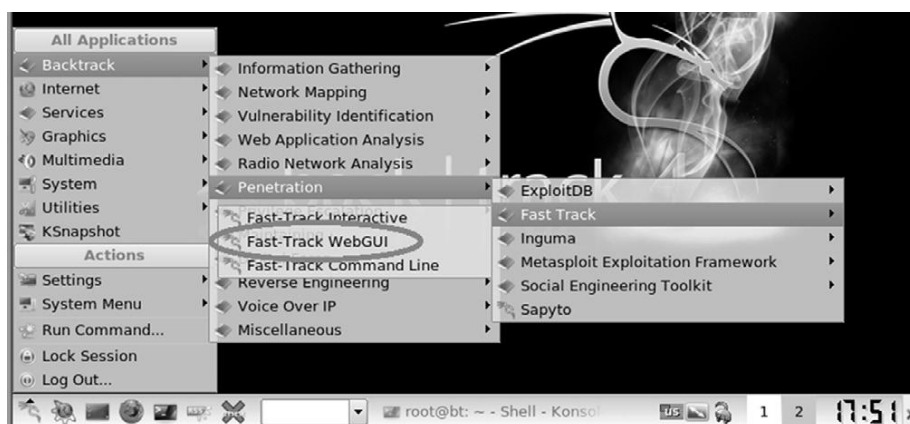 All Applications
Backtrack
Internet
Services
Graphics
Multimedia
System
Utilities
KSnapshot
Actions
Settings
System Menu
Run Command...
Lock Session
Log Out...
Information Gathering
Network Mapping
Vulnerability Identification
Web Application Analysis
Radio Network Analysis
Penetration
Reverse Engineering
Voice Over IP
Miscellaneous
Fast-Track Interactive
Fast-Track WebGUI
Fast-Track Command Line
ExploitDB
Fast Track
Inguma
Metasploit Exploitation Framework
Social Engineering Toolkit
Sapyto
root@bt: ~ - Shell - Konso
us
1 2
17:51